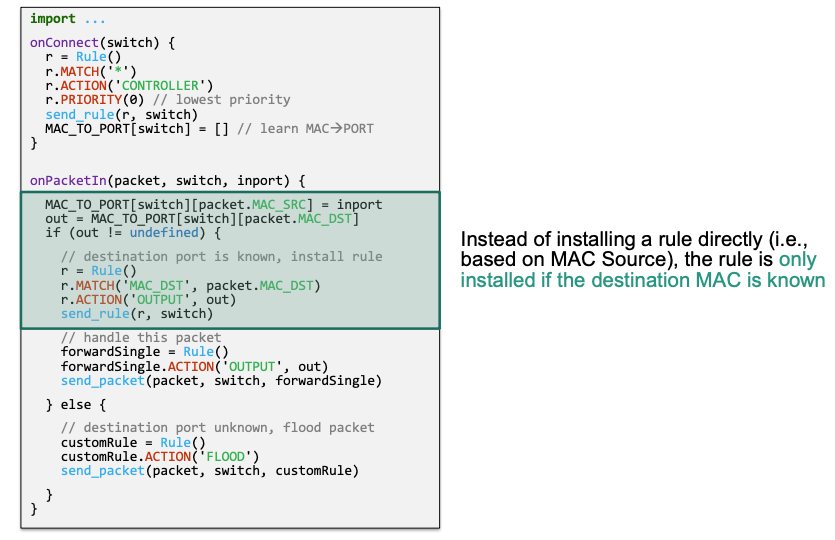 import ...
onConnect(switch) {
r = Rule()
r.MATCH('*')
r.ACTION('CONTROLLER')
r.PRIORITY(0) // lowest priority
send_rule(r, switch)
MAC_TO_PORT[switch] = [] // learn MAC→PORT
}
onPacketIn(packet, switch, inport) {
MAC_TO_PORT[switch][packet.MAC_SRC] = inport
out = MAC_TO_PORT[switch][packet.MAC_DST]
if (out != undefined) {
// destination port is known, install rule
r = Rule()
r.MATCH('MAC_DST', packet.MAC_DST)
r.ACTION('OUTPUT', out)
send_rule(r, switch)
// handle this packet
forwardSingle = Rule()
forwardSingle.ACTION('OUTPUT', out)
send_packet(packet, switch, forwardSingle)
} else {
// destination port unknown, flood packet
customRule = Rule()
customRule.ACTION('FLOOD')
send_packet(packet, switch, customRule)
}
}
Instead of installing a rule directly (i.e.,
based on MAC Source), the rule is only
installed if the destination MAC is known